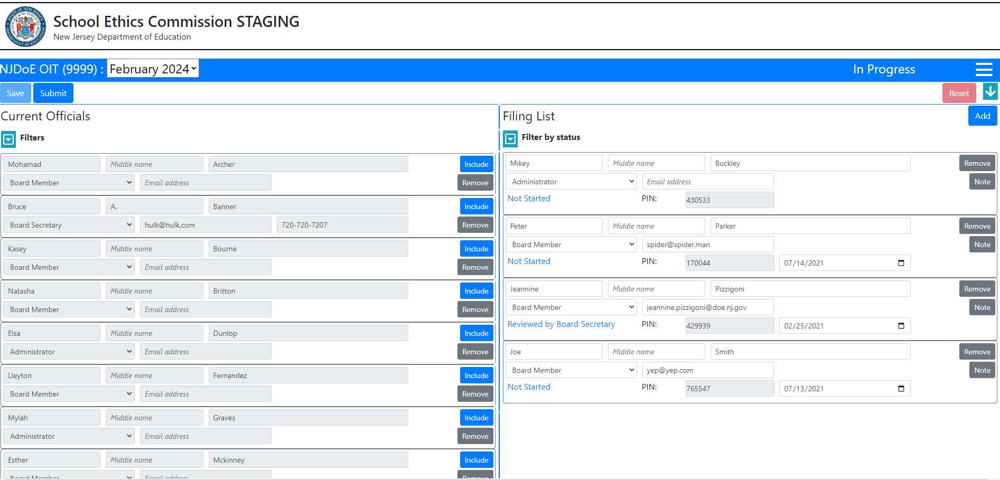 School Ethics Commission STAGING
New Jersey Department of Education
NJDoE OIT (9999) : February 2024 In Progress
Save Submit Reset
Current Officials
Filters
Mohamad Middle name Archer Include
Board Member Email address Remove
Bruce A. Banner Include
Board Secretary hulk@hulk.com 720-720-7207 Remove
Kasey Middle name Bourne Include
Board Member Email address Remove
Natasha Middle name Britton Include
Board Member Email address Remove
Elsa Middle name Dunlop Include
Administrator Email address Remove
Lleyton Middle name Fernandez Include
Board Member Email address Remove
Mylah Middle name Graves Include
Administrator Email address Remove
Esther Middle name Mckinney Include
Board Member Email address Remove
Filing List Add
Filter by status
Mikey Middle name Buckley Remove
Administrator Email address Note
Not Started PIN: 430533
Peter Middle name Parker Remove
Board Member spider@spider.man Note
Not Started PIN: 170044 07/14/2021
Jeannine Middle name Pizzigoni Remove
Board Member jeannine.pizzigoni@doe.nj.gov Note
Reviewed by Board Secretary PIN: 429939 02/25/2021
Joe Middle name Smith Remove
Board Member yep@yep.com Note
Not Started PIN: 765547 07/13/2021